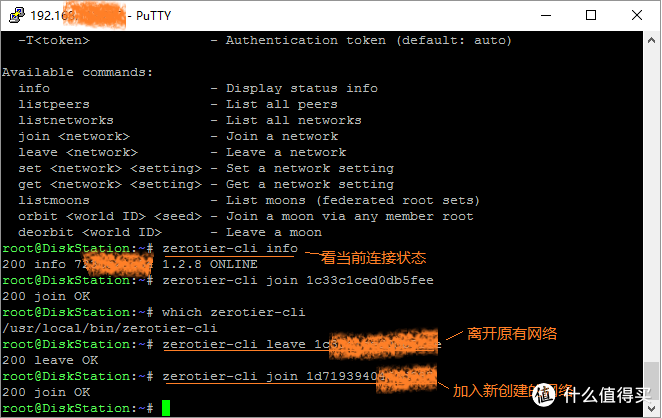 192.16 - PuTTY
-T<token> - Authentication token (default: auto)
Available commands:
info - Display status info
listpeers - List all peers
listnetworks - List all networks
join <network> - Join a network
leave <network> - Leave a network
set <network> <setting> - Set a network setting
get <network> <setting> - Get a network setting
listmoons - List moons (federated root sets)
orbit <world ID> <seed> - Join a moon via any member root
deorbit <world ID> - Leave a moon
root@DiskStation:~# zerotier-cli info
看当前连接状态
200 info 7 1.2.8 ONLINE
root@DiskStation:~# zerotier-cli join 1c33c1ced0db5fee
200 join OK
root@DiskStation:~# which zerotier-cli
/usr/local/bin/zerotier-cli
root@DiskStation:~# zerotier-cli leave 1c e
离开原有网络
200 leave OK
root@DiskStation:~# zerotier-cli join 1d7193940
加入新创建的网络
200 join OK
root@DiskStation:~#
值 什么值得买